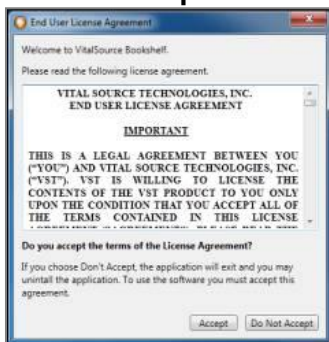 End User License Agreement
Welcome to VitalSource Bookshelf.
Please read the following license agreement.
VITAL SOURCE TECHNOLOGIES, INC.
END USER LICENSE AGREEMENT
IMPORTANT
THIS IS A LEGAL AGREEMENT BETWEEN YOU
("YOU") AND VITAL SOURCE TECHNOLOGIES, INC.
("VST"). VST IS WILLING TO LICENSE THE
CONTENTS OF THE VST PRODUCT TO YOU ONLY
UPON THE CONDITION THAT YOU ACCEPT ALL OF
THE TERMS CONTAINED IN THIS LICENSE
Do you accept the terms of the License Agreement?
If you choose Don't Accept, the application will exit and you may
uninstall the application. To use the software you must accept this
agreement.
Accept Do Not Accept